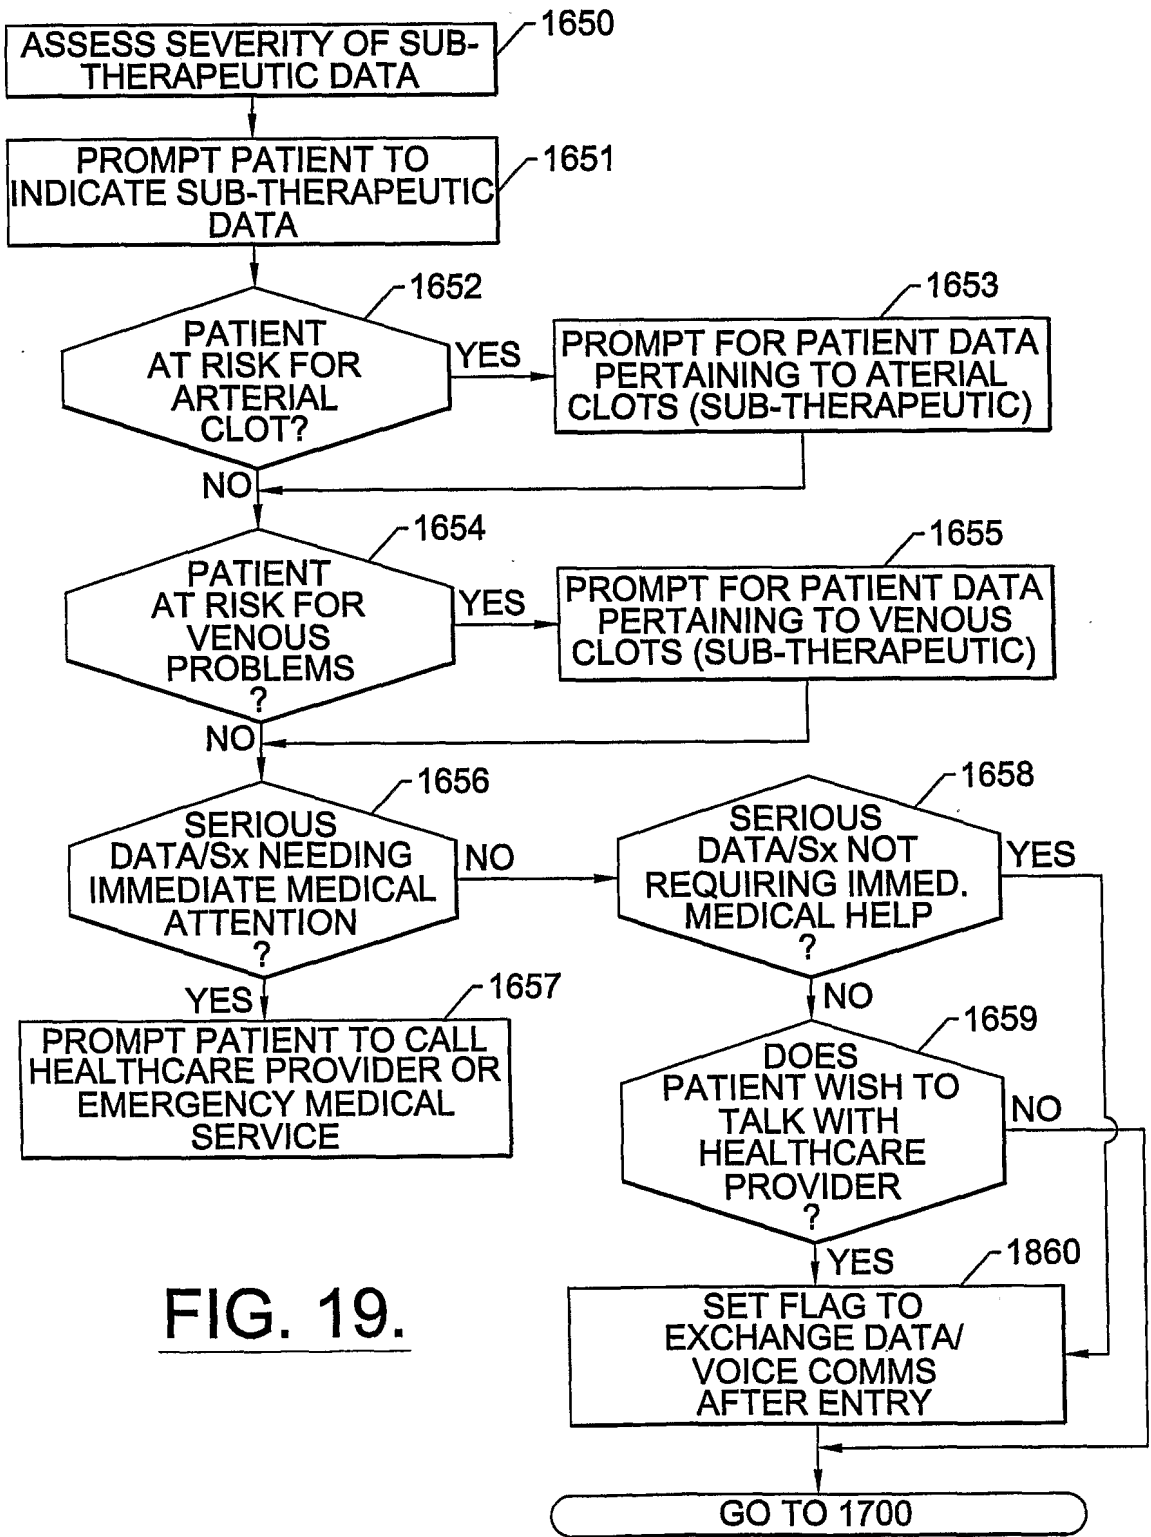 1650
ASSESS SEVERITY OF SUB-
THERAPEUTIC DATA
1651
PROMPT PATIENT TO
INDICATE SUB-THERAPEUTIC
DATA
1652
PATIENT
AT RISK FOR
ARTERIAL
CLOT?
YES
1653
PROMPT FOR PATIENT DATA
PERTAINING TO ATERIAL
CLOTS (SUB-THERAPEUTIC)
NO
1654
PATIENT
AT RISK FOR
VENOUS
PROBLEMS
?
YES
1655
PROMPT FOR PATIENT DATA
PERTAINING TO VENOUS
CLOTS (SUB-THERAPEUTIC)
NO
1656
SERIOUS
DATA/Sx NEEDING
IMMEDIATE MEDICAL
ATTENTION
?
NO
1658
SERIOUS
DATA/Sx NOT
REQUIRING IMMED.
MEDICAL HELP
?
YES
YES
1657
PROMPT PATIENT TO CALL
HEALTHCARE PROVIDER OR
EMERGENCY MEDICAL
SERVICE
NO
1659
DOES
PATIENT WISH TO
TALK WITH
HEALTHCARE
PROVIDER
?
NO
YES
1860
SET FLAG TO
EXCHANGE DATA/
VOICE COMMS
AFTER ENTRY
GO TO 1700
FIG. 19.